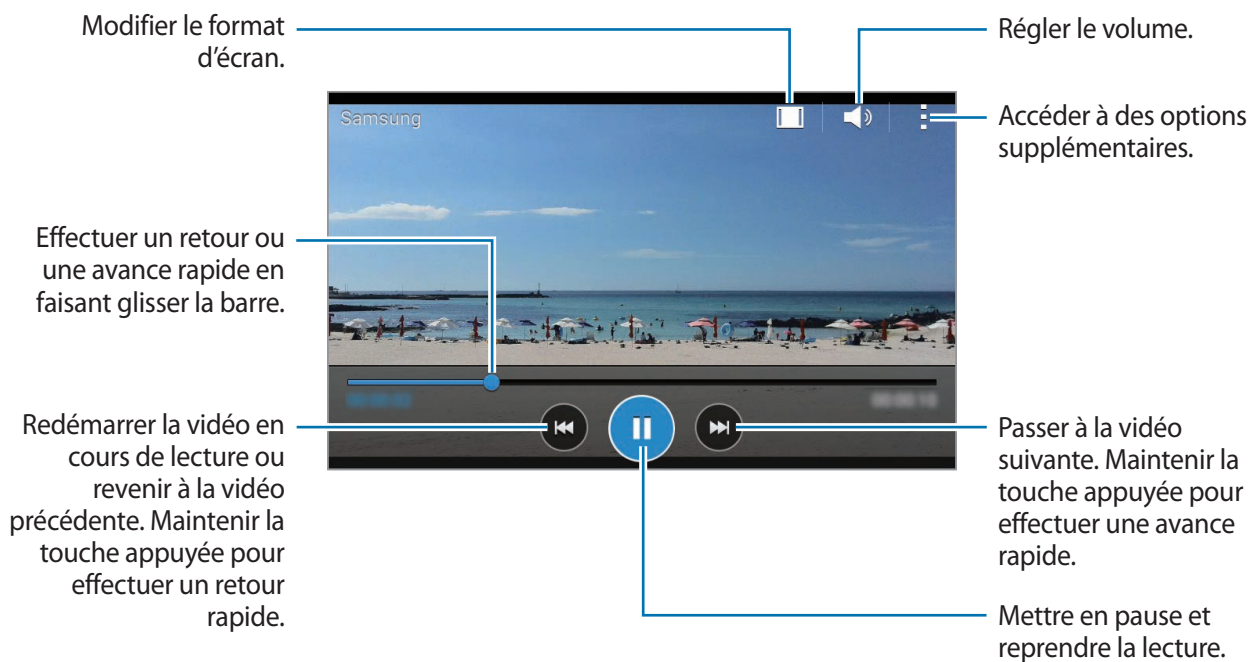 Modifier le format
d'écran.
Régler le volume.
Samsung
Accéder à des options
supplémentaires.
Effectuer un retour ou
une avance rapide en
faisant glisser la barre.
Redémarrer la vidéo en
cours de lecture ou
revenir à la vidéo
précédente. Maintenir la
touche appuyée pour
effectuer un retour
rapide.
Passer à la vidéo
suivante. Maintenir la
touche appuyée pour
effectuer une avance
rapide.
Mettre en pause et
reprendre la lecture.